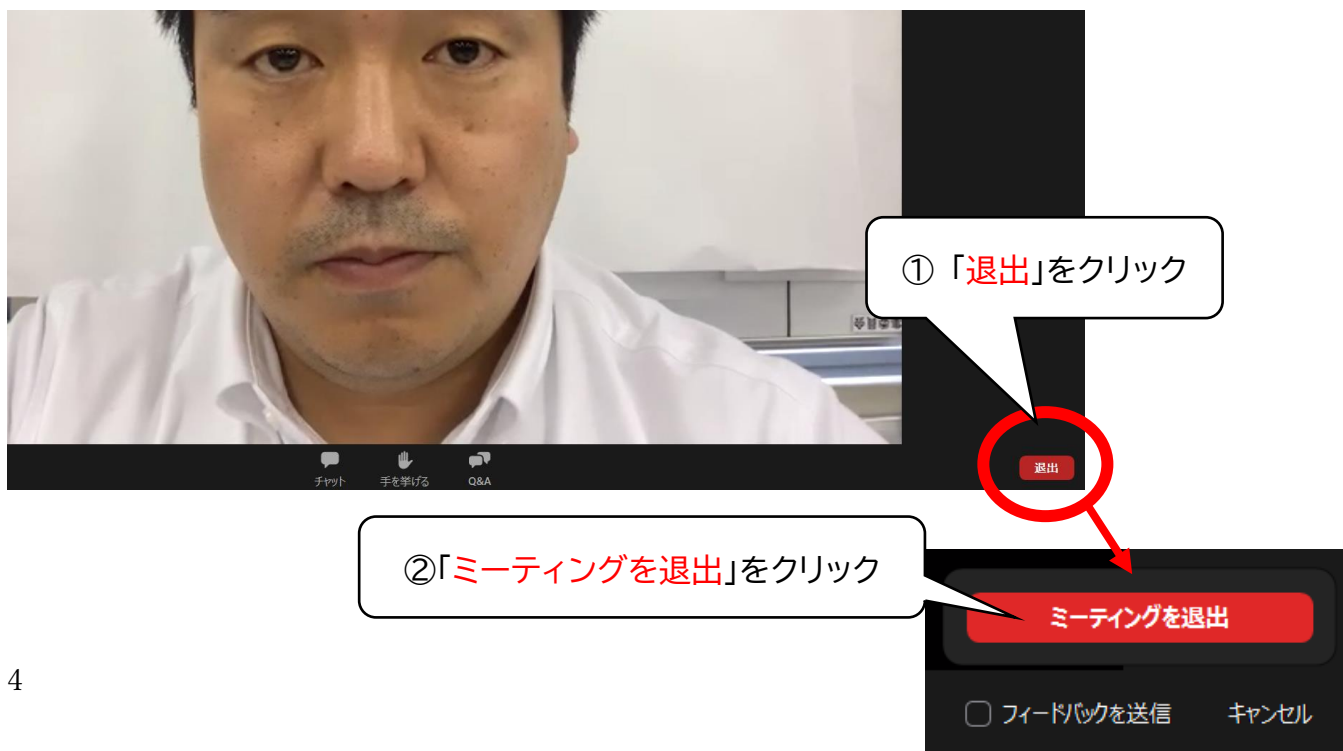 ① 「退出」をクリック
チャット
手を挙げる
Q&A
退出
②「ミーティングを退出」をクリック
ミーティングを退出
フィードバックを送信
キャンセル
4